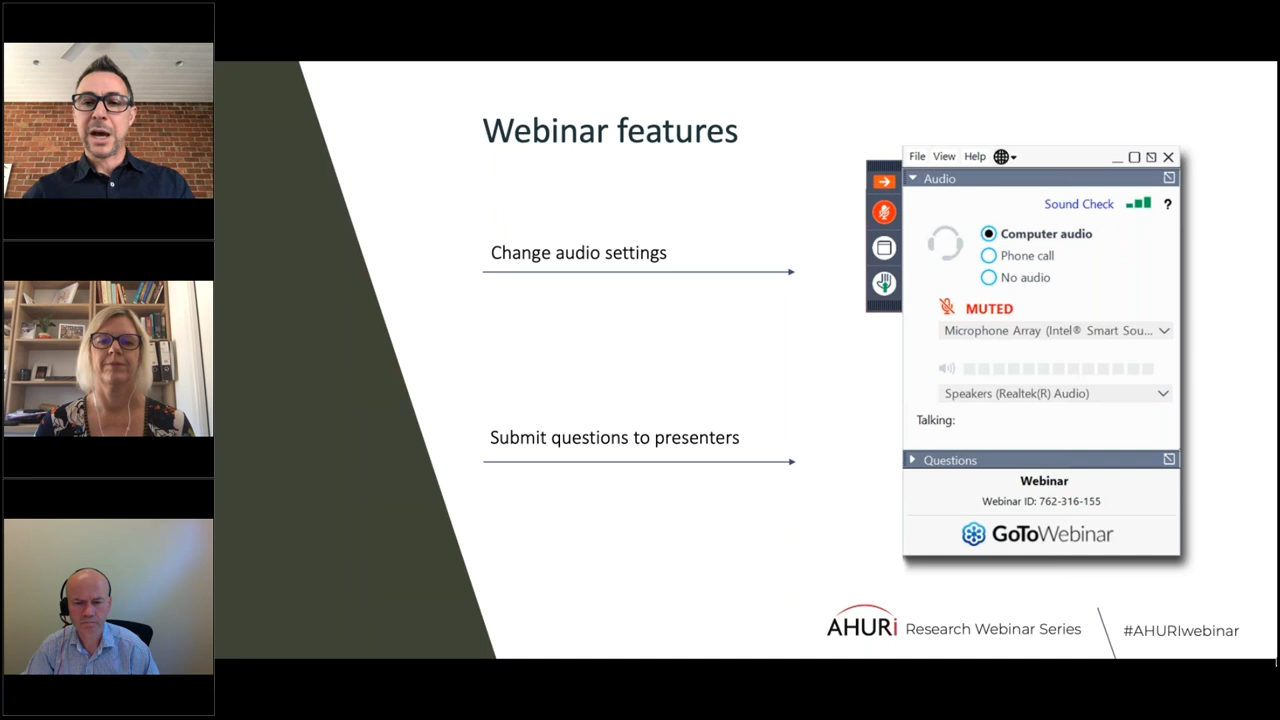 Webinar features
Change audio settings
Submit questions to presenters
File View Help
Audio
Sound Check ?
Computer audio
Phone call
No audio
MUTED
Microphone Array (Intel® Smart Sou...
Speakers (Realtek(R) Audio)
Talking:
Questions
Webinar
Webinar ID: 762-316-155
GoToWebinar
AHURi Research Webinar Series
#AHURIwebinar